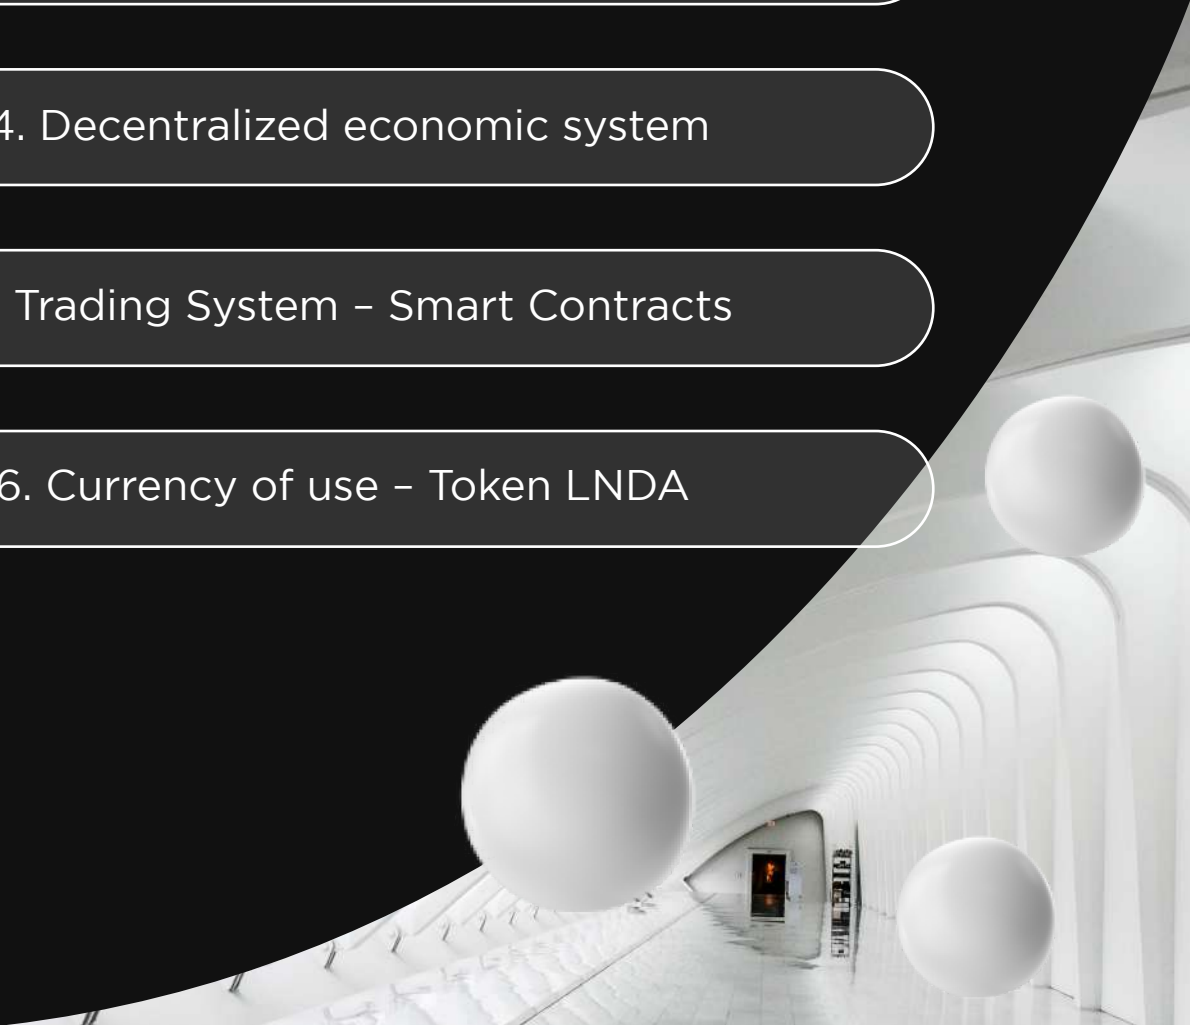 4. Decentralized economic system
Trading System – Smart Contracts
6. Currency of use – Token LNDA